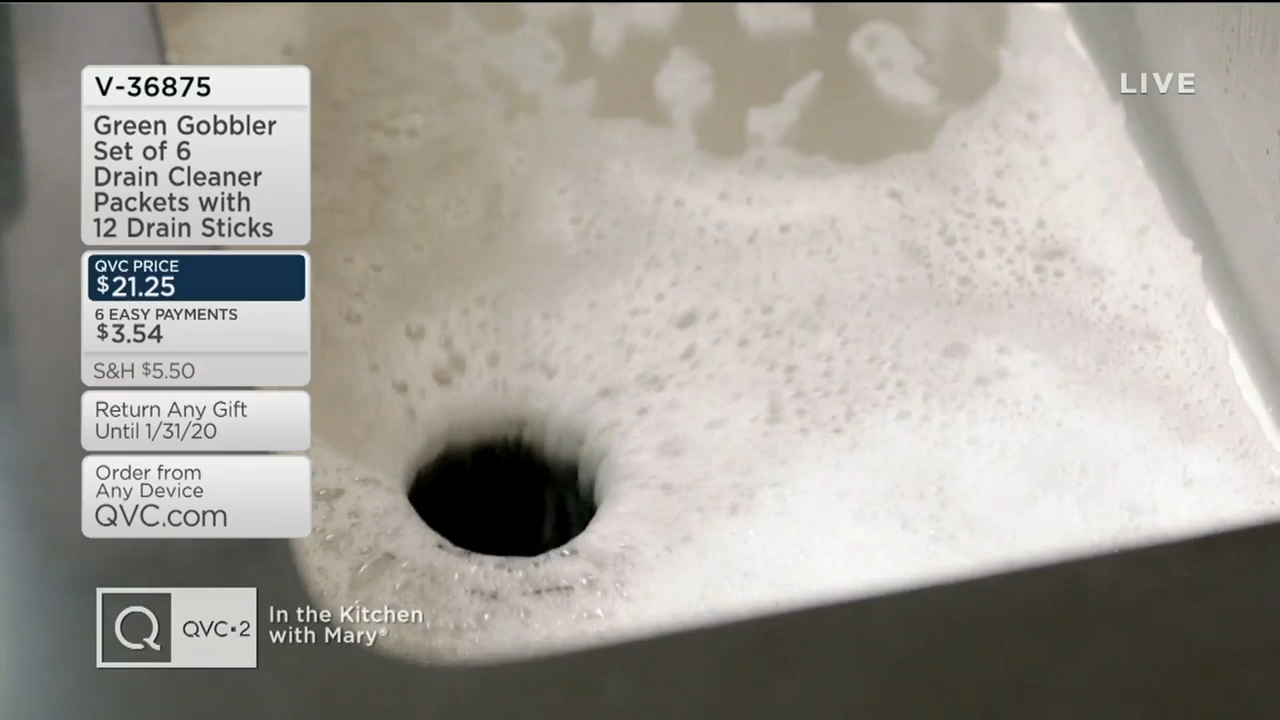 V-36875
Green Gobbler
Set of 6
Drain Cleaner
Packets with
12 Drain Sticks
QVC PRICE
$21.25
6 EASY PAYMENTS
$3.54
S&H $5.50
Return Any Gift
Until 1/31/20
Order from
Any Device
QVC.com
LIVE
Q QVC•2
In the Kitchen
with Mary®